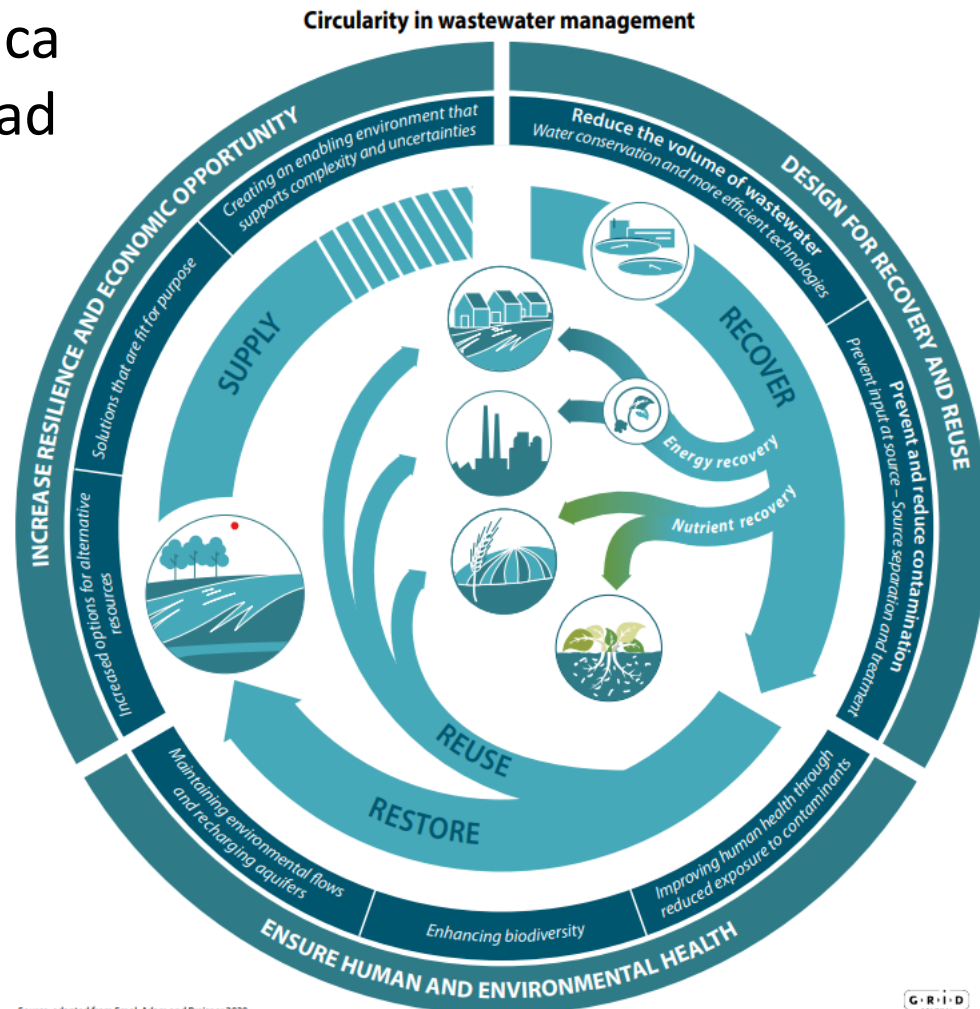 Circularity in wastewater management
ca
ad
INCREASE RESILIENCE AND ECONOMIC OPPORTUNITY
Creating an enabling environment that
supports complexity and uncertainties
Solutions that are fit for purpose
Increased options for alternative
resources
DESIGN FOR RECOVERY AND REUSE
Reduce the volume of wastewater
Water conservation and more efficient technologies
Prevent and reduce contamination
Prevent input at source – Source separation and treatment
SUPPLY
RECOVER
Energy recovery
Nutrient recovery
REUSE
RESTORE
Maintaining environmental flows
and recharging aquifers
Enhancing biodiversity
Improving human health through
reduced exposure to contaminants
ENSURE HUMAN AND ENVIRONMENTAL HEALTH
G·R·I·D